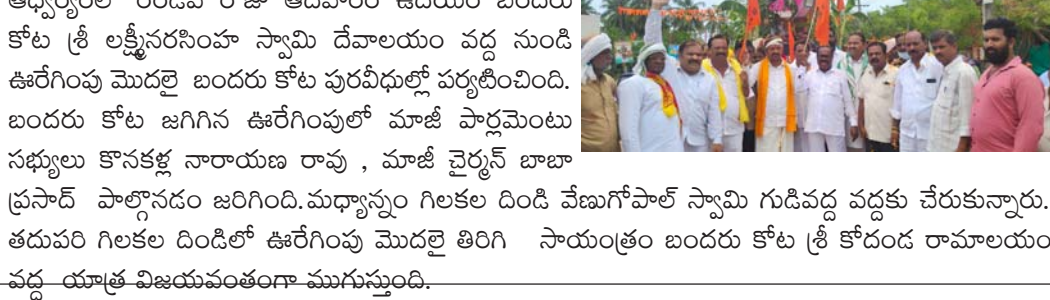 ఆధ్వర్యంలో రెండవ రోజు ఆదివారం ఉదయం బందరు
కోట శ్రీ లక్ష్మీనరసింహ స్వామి దేవాలయం వద్ద నుండి
ఊరేగింపు మొదలై బందరు కోట పురవీధుల్లో పర్యటించింది.
బందరు కోట జగిగిన ఊరేగింపులో మాజీ పార్లమెంటు
సభ్యులు కొనకళ్ల నారాయణ రావు , మాజీ చైర్మన్ బాబా
ప్రసాద్ పాల్గొనడం జరిగింది.మధ్యాన్నం గిలకల దిండి వేణుగోపాల్ స్వామి గుడివద్ద వద్దకు చేరుకున్నారు.
తదుపరి గిలకల దిండిలో ఊరేగింపు మొదలై తిరిగి సాయంత్రం బందరు కోట శ్రీ కోదండ రామాలయం
వద్ద యాత్ర విజయవంతంగా ముగుస్తుంది.